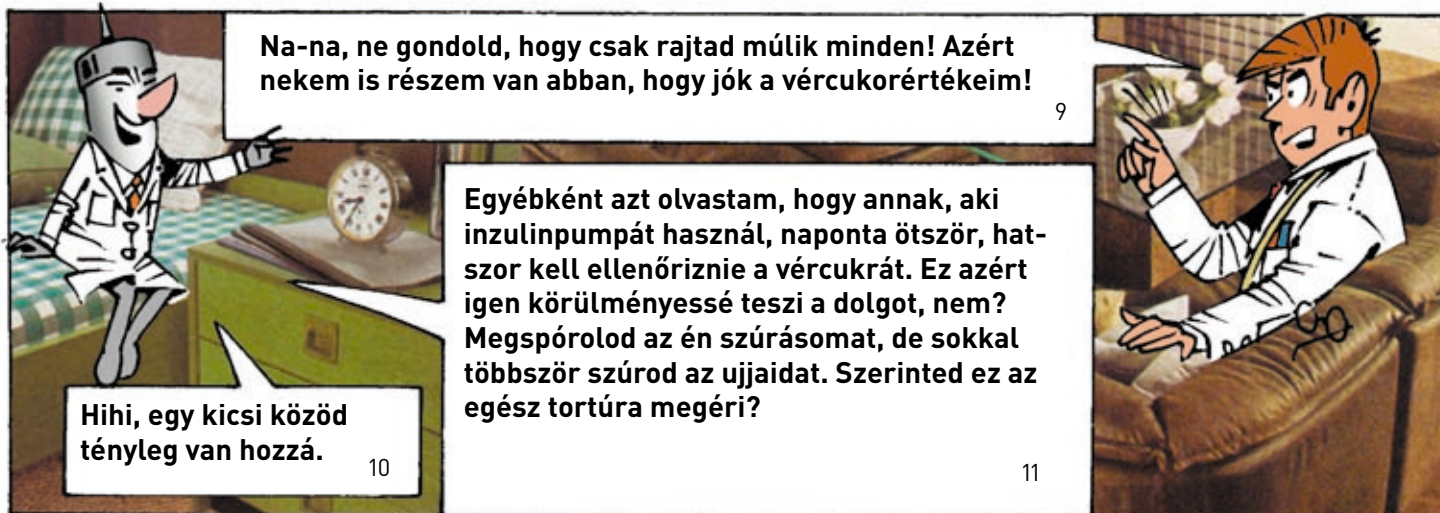 Na-na, ne gondold, hogy csak rajtad múlik minden! Azért
nekem is részem van abban, hogy jók a vércukorértékeim!
9
Hihi, egy kicsi közöd
tényleg van hozzá.
10
Egyébként azt olvastam, hogy annak, aki
inzulinpumpát használ, naponta ötször, hat-
szor kell ellenőriznie a vércukrát. Ez azért
igen körülményessé teszi a dolgot, nem?
Megspórolod az én szúrásomat, de sokkal
többször szúrod az ujjaidat. Szerinted ez az
egész tortúra megéri?
11